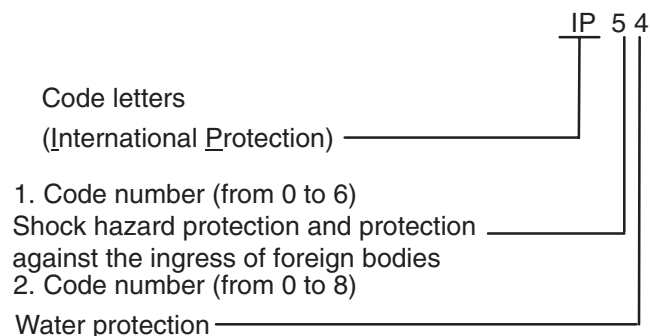 IP 5 4
Code letters
(International Protection)
1. Code number (from 0 to 6)
Shock hazard protection and protection
against the ingress of foreign bodies
2. Code number (from 0 to 8)
Water protection